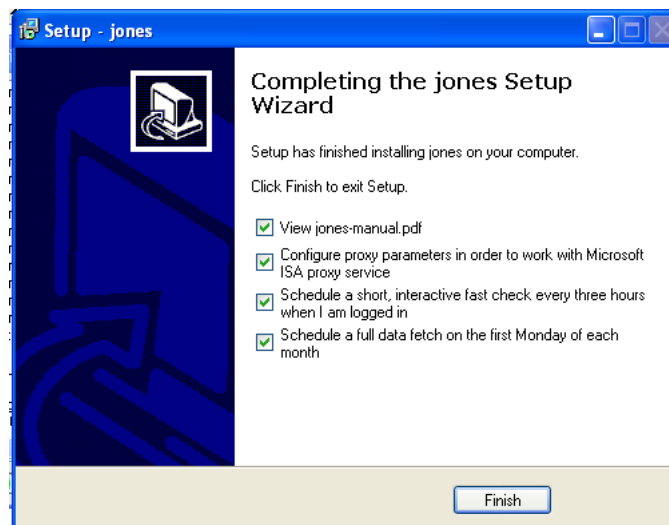 Setup - jones
Completing the jones Setup
Wizard
Setup has finished installing jones on your computer.
Click Finish to exit Setup.
View jones-manual.pdf
Configure proxy parameters in order to work with Microsoft
ISA proxy service
Schedule a short, interactive fast check every three hours
when I am logged in
Schedule a full data fetch on the first Monday of each
month
Finish